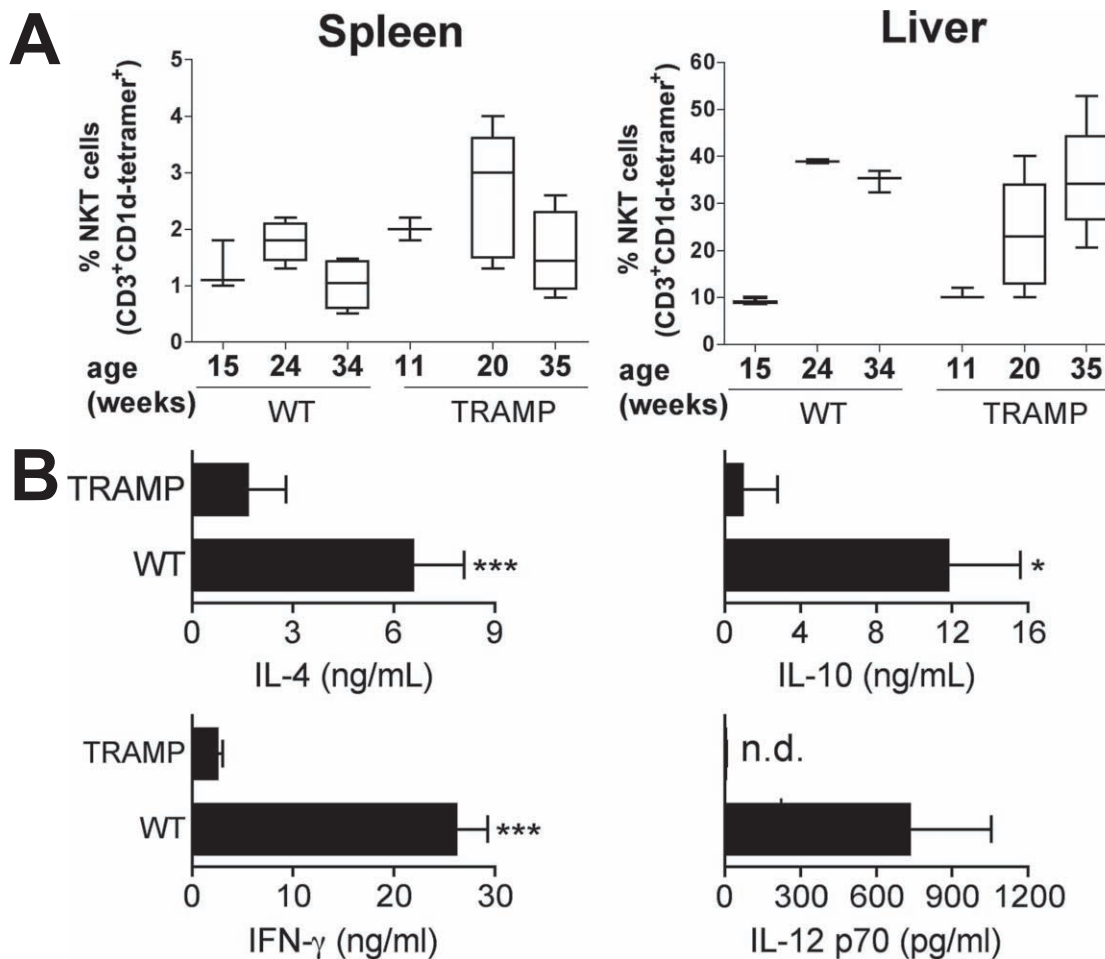 A
Spleen
% NKT cells
(CD3⁺CD1d-tetramer⁺)
5
4
3
2
1
0
age
(weeks)
15 24 34 11 20 35
WT TRAMP
Liver
% NKT cells
(CD3⁺CD1d-tetramer⁺)
60
50
40
30
20
10
0
age
(weeks)
15 24 34 11 20 35
WT TRAMP
B
TRAMP
WT
***
0 3 6 9
IL-4 (ng/mL)
*
0 4 8 12 16
IL-10 (ng/mL)
TRAMP
WT
***
0 10 20 30
IFN-γ (ng/ml)
n.d.
0 300 600 900 1200
IL-12 p70 (pg/ml)